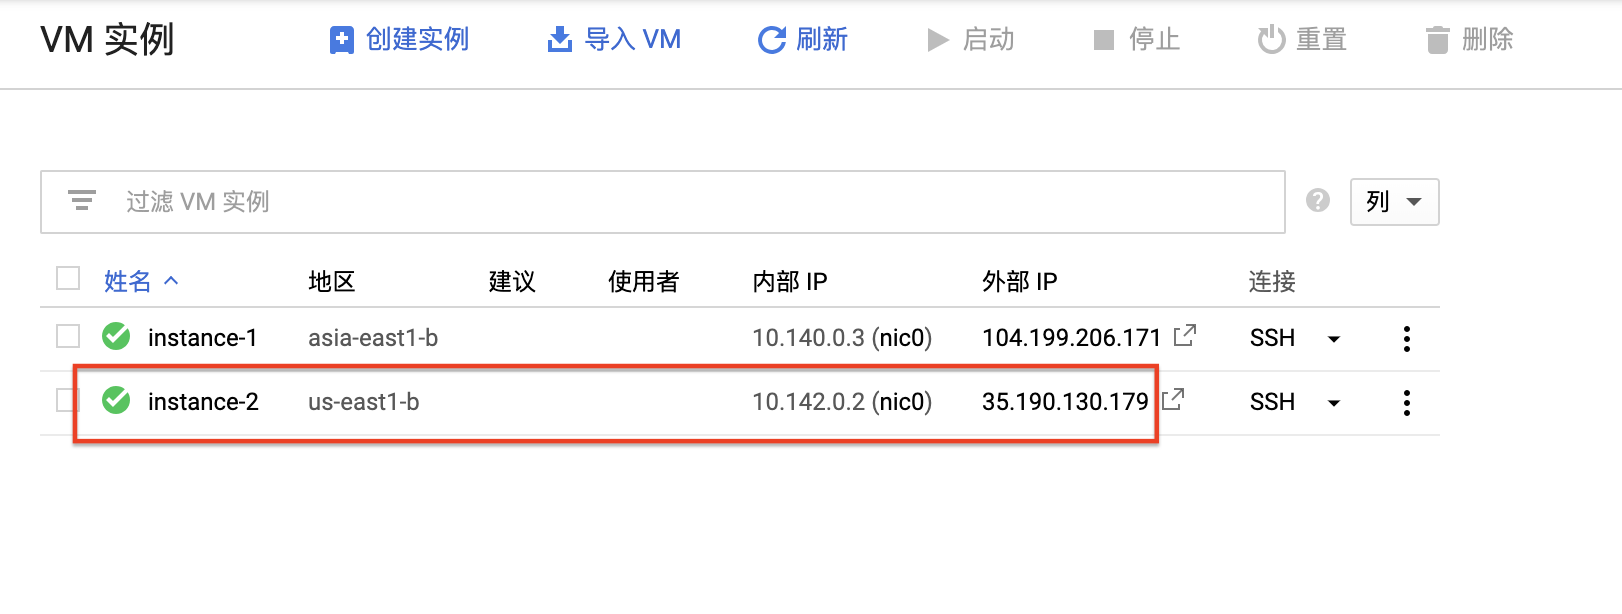 VM 实例 创建实例 导入 VM 刷新 启动 停止 重置 删除
过滤 VM 实例 ? 列
姓名 地区 建议 使用者 内部 IP 外部 IP 连接
instance-1 asia-east1-b 10.140.0.3 (nic0) 104.199.206.171 SSH
instance-2 us-east1-b 10.142.0.2 (nic0) 35.190.130.179 SSH